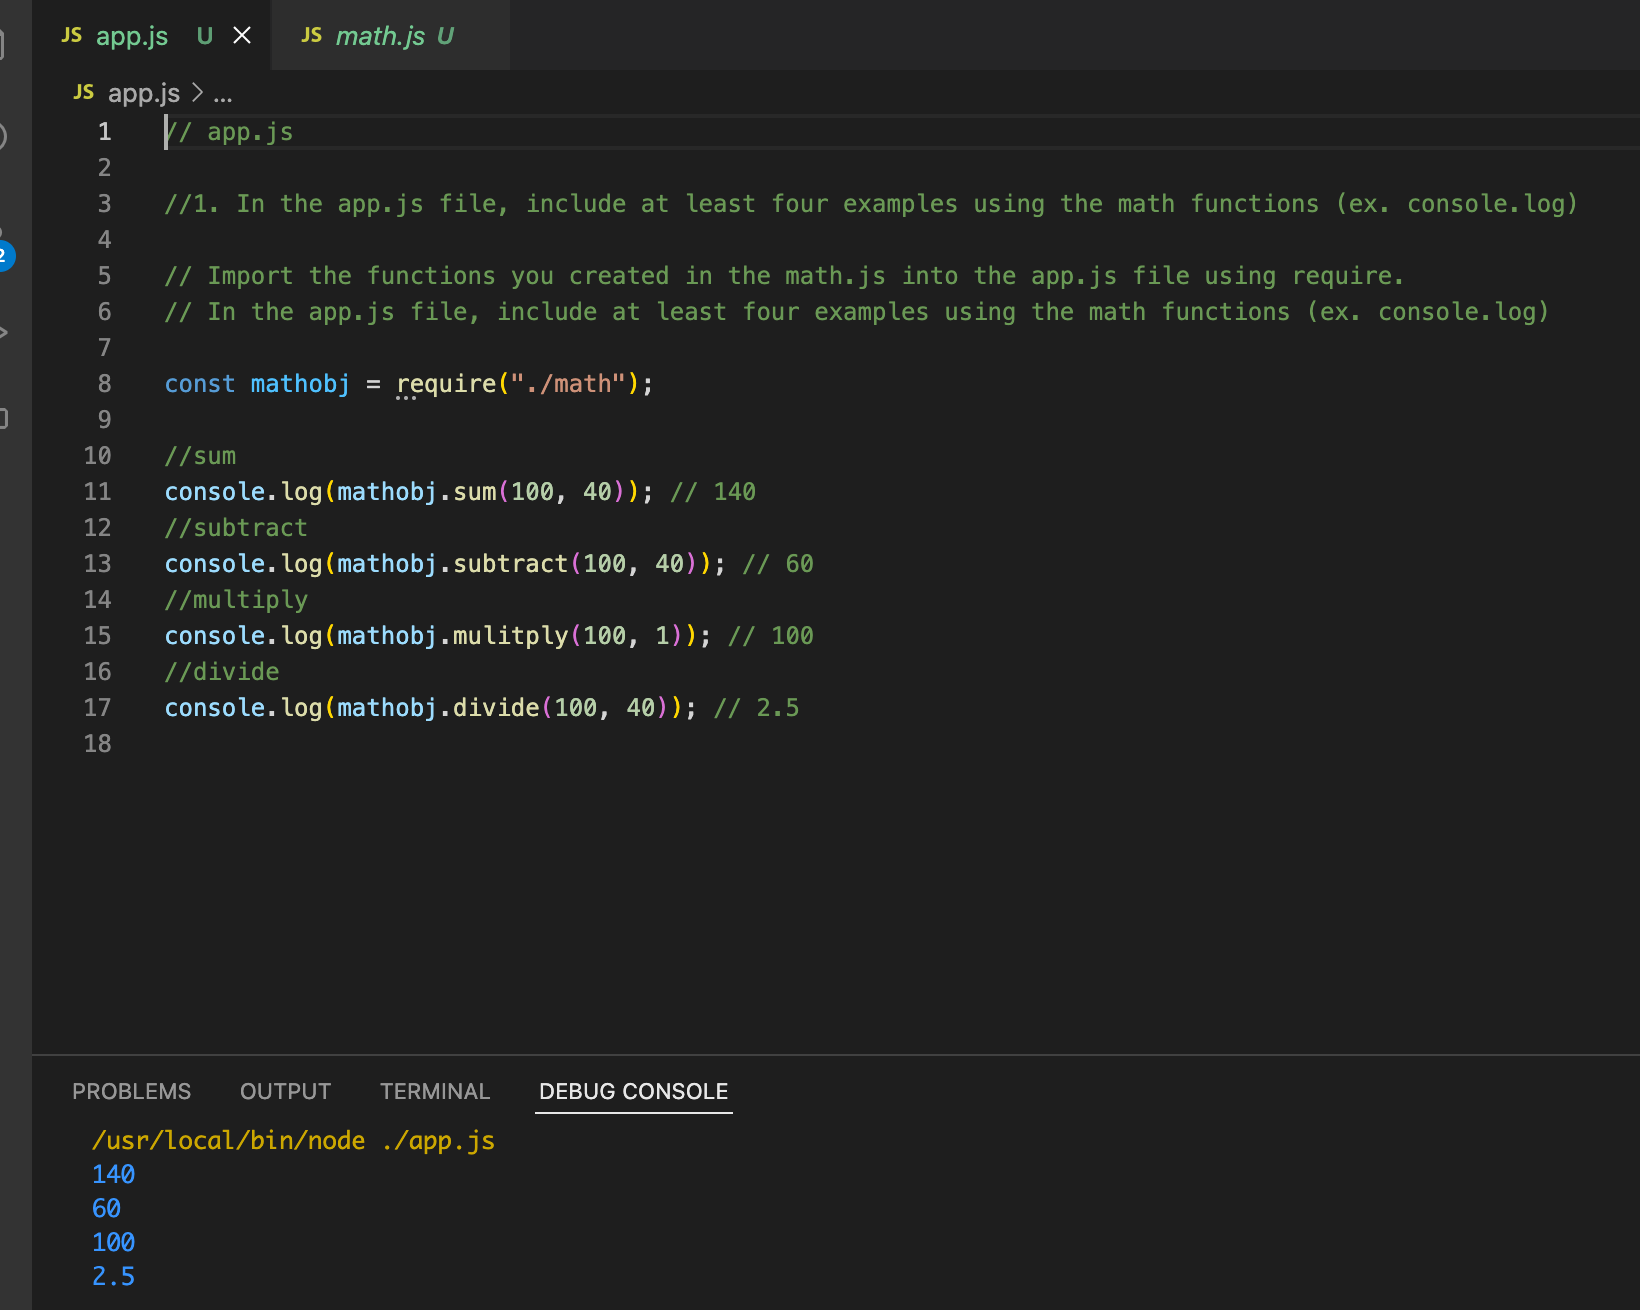 JS app.js U JS math.js U
JS app.js > ...
1 // app.js
2
3 //1. In the app.js file, include at least four examples using the math functions (ex. console.log)
4
5 // Import the functions you created in the math.js into the app.js file using require.
6 // In the app.js file, include at least four examples using the math functions (ex. console.log)
7
8 const mathobj = require("./math");
9
10 //sum
11 console.log(mathobj.sum(100, 40)); // 140
12 //subtract
13 console.log(mathobj.subtract(100, 40)); // 60
14 //multiply
15 console.log(mathobj.mulitply(100, 1)); // 100
16 //divide
17 console.log(mathobj.divide(100, 40)); // 2.5
18
2
PROBLEMS OUTPUT TERMINAL DEBUG CONSOLE
/usr/local/bin/node ./app.js
140
60
100
2.5